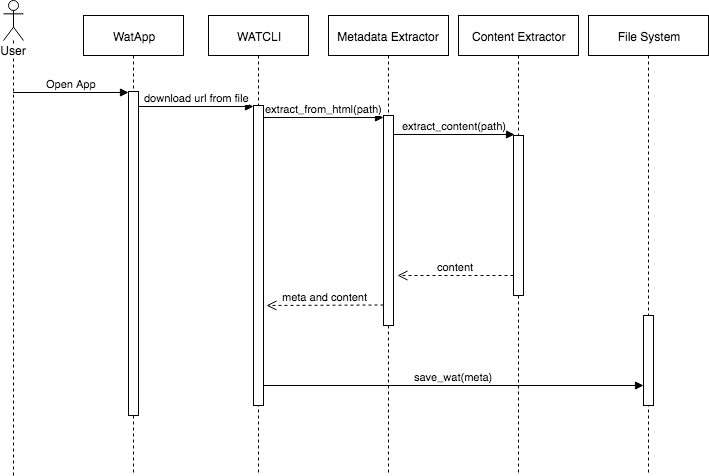 User
WatApp
WATCLI
Metadata Extractor
Content Extractor
File System
Open App
download url from file
extract_from_html(path)
extract_content(path)
content
meta and content
save_wat(meta)